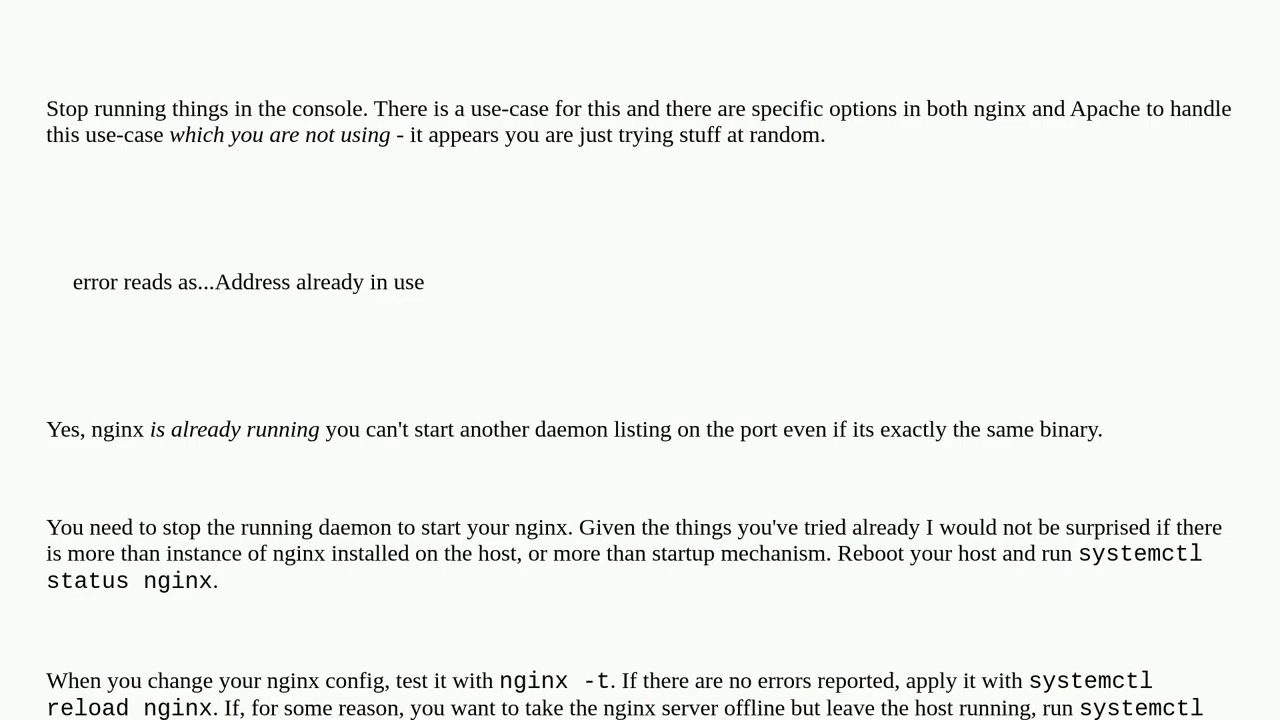 Stop running things in the console. There is a use-case for this and there are specific options in both nginx and Apache to handle
this use-case which you are not using - it appears you are just trying stuff at random.
error reads as...Address already in use
Yes, nginx is already running you can't start another daemon listing on the port even if its exactly the same binary.
You need to stop the running daemon to start your nginx. Given the things you've tried already I would not be surprised if there
is more than instance of nginx installed on the host, or more than startup mechanism. Reboot your host and run systemctl
status nginx.
When you change your nginx config, test it with nginx -t. If there are no errors reported, apply it with systemctl
reload nginx. If, for some reason, you want to take the nginx server offline but leave the host running, run systemctl